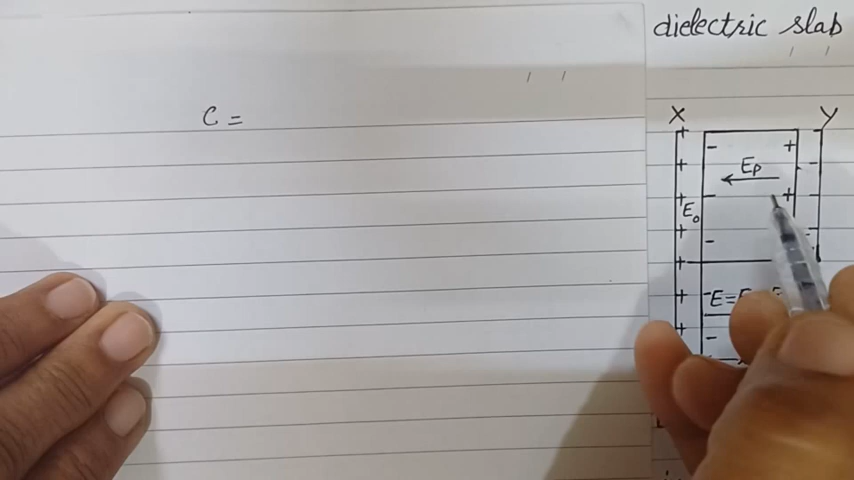 dielectric slab
C =
X Y
+ - + -
+ Ep -
+ - + -
E₀
+ -
+ -
+
+ - E=E
+ -